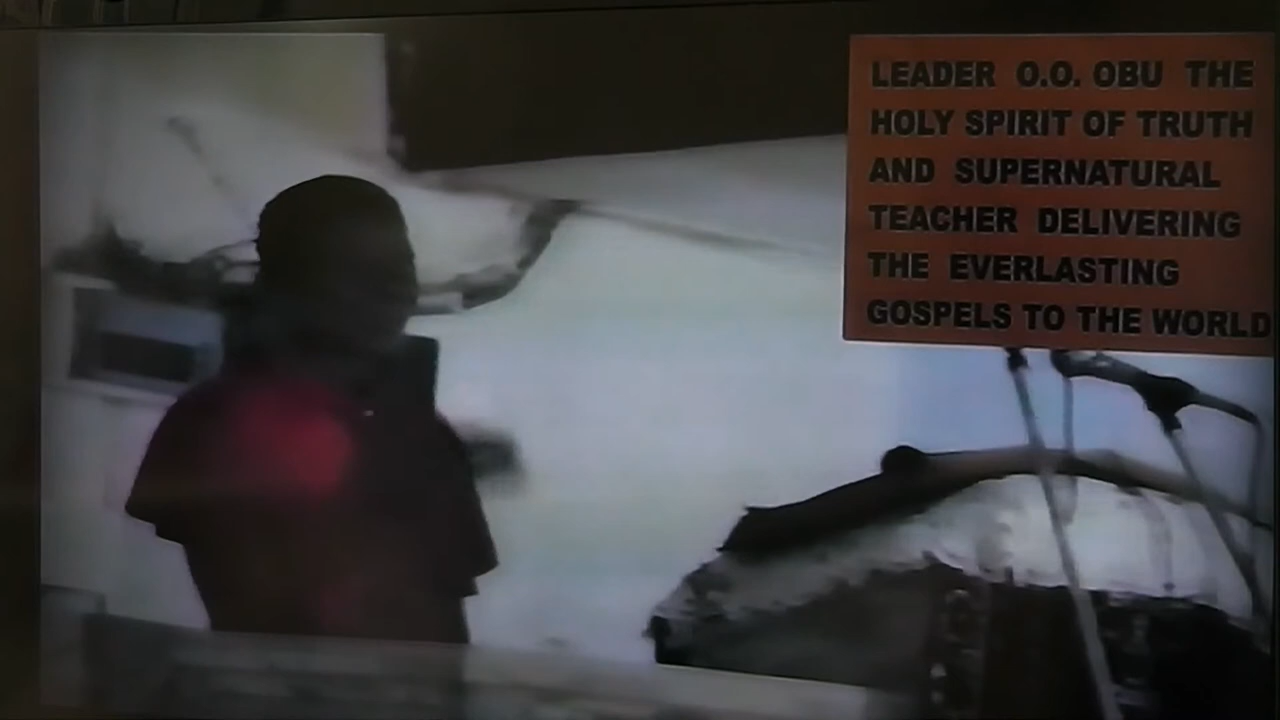 LEADER O.O. OBU THE
HOLY SPIRIT OF TRUTH
AND SUPERNATURAL
TEACHER DELIVERING
THE EVERLASTING
GOSPELS TO THE WORLD